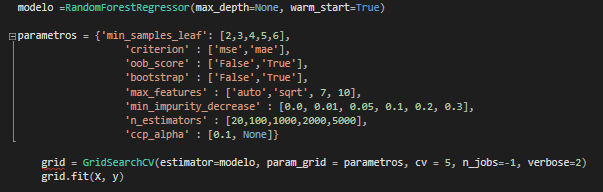 modelo =RandomForestRegressor(max_depth=None, warm_start=True)
parametros = {'min_samples_leaf': [2,3,4,5,6],
'criterion' : ['mse','mae'],
'oob_score' : ['False','True'],
'bootstrap' : ['False','True'],
'max_features' : ['auto','sqrt', 7, 10],
'min_impurity_decrease' : [0.0, 0.01, 0.05, 0.1, 0.2, 0.3],
'n_estimators' : [20,100,1000,2000,5000],
'ccp_alpha' : [0.1, None]}
grid = GridSearchCV(estimator=modelo, param_grid = parametros, cv = 5, n_jobs=-1, verbose=2)
grid.fit(X, y)